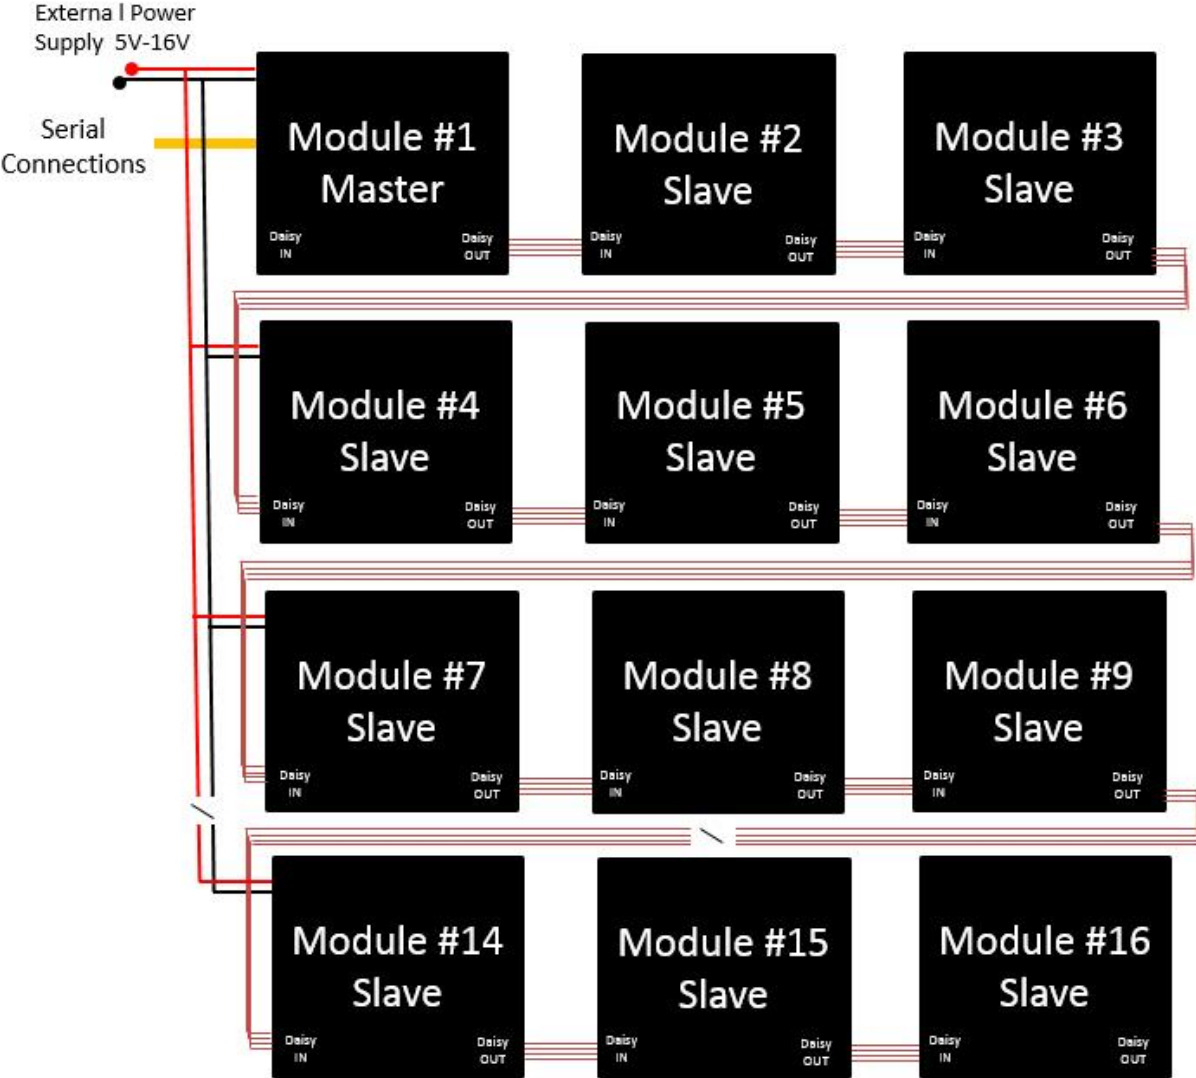 Externa l Power
Supply 5V-16V
Serial
Connections
Module #1
Master
Daisy
IN
Daisy
OUT
Module #2
Slave
Daisy
IN
Daisy
OUT
Module #3
Slave
Daisy
IN
Daisy
OUT
Module #4
Slave
Daisy
IN
Daisy
OUT
Module #5
Slave
Daisy
IN
Daisy
OUT
Module #6
Slave
Daisy
IN
Daisy
OUT
Module #7
Slave
Daisy
IN
Daisy
OUT
Module #8
Slave
Daisy
IN
Daisy
OUT
Module #9
Slave
Daisy
IN
Daisy
OUT
Module #14
Slave
Daisy
IN
Daisy
OUT
Module #15
Slave
Daisy
IN
Daisy
OUT
Module #16
Slave
Daisy
IN
Daisy
OUT